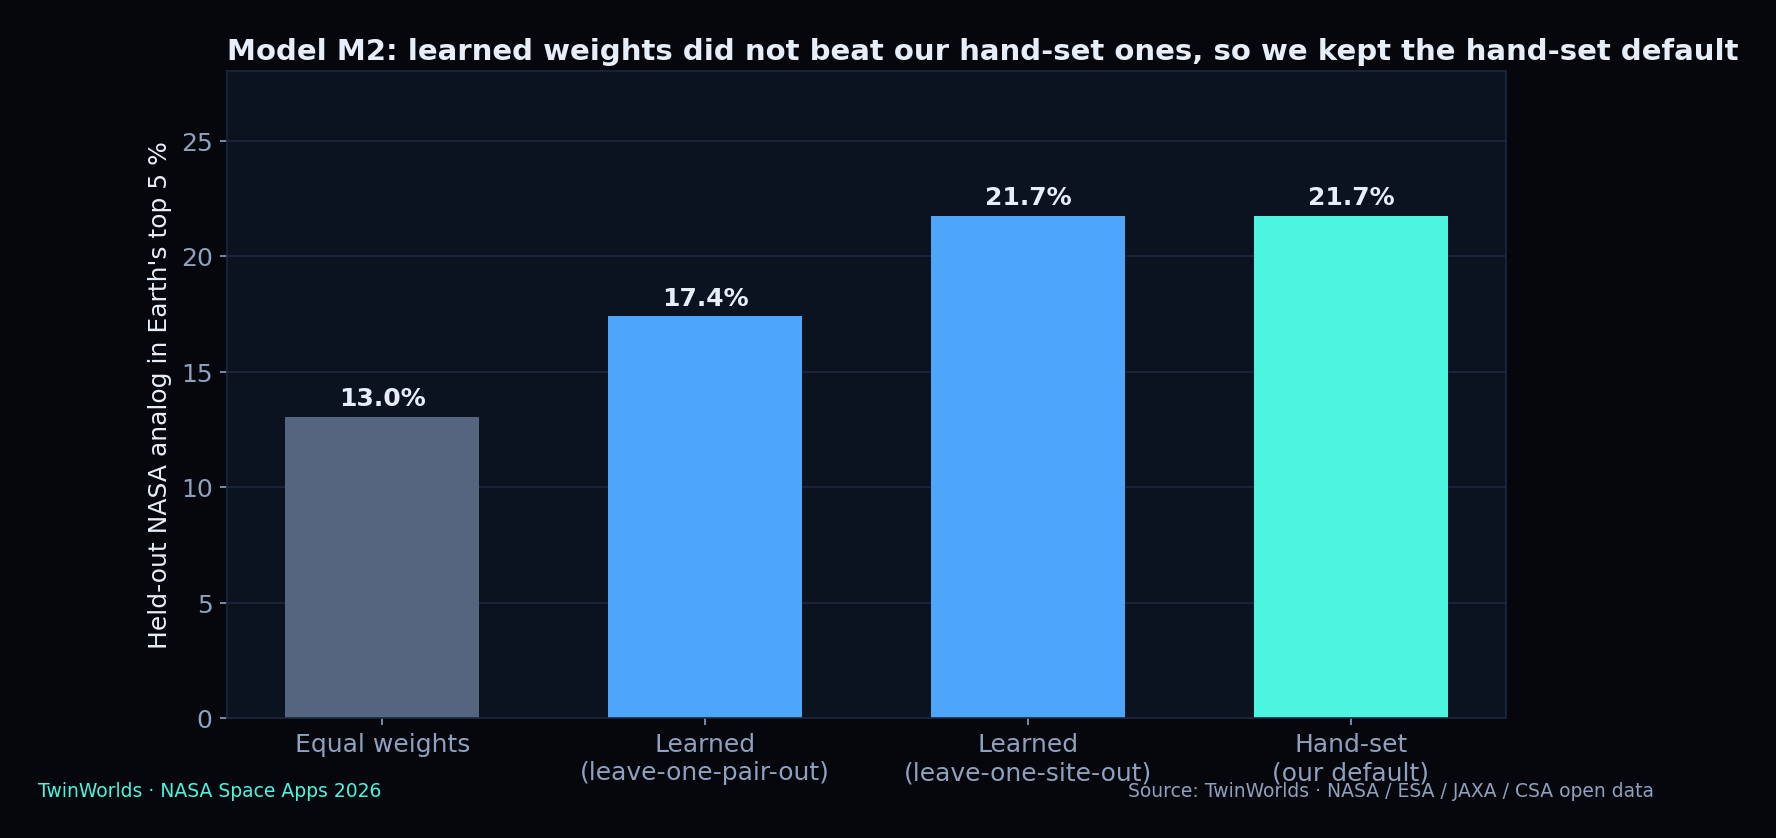 Model M2: learned weights did not beat our hand-set ones, so we kept the hand-set default
Held-out NASA analog in Earth's top 5 %
25
20
15
10
5
0
13.0%
17.4%
21.7%
21.7%
Equal weights
Learned
(leave-one-pair-out)
Learned
(leave-one-site-out)
Hand-set
(our default)
TwinWorlds · NASA Space Apps 2026
Source: TwinWorlds · NASA / ESA / JAXA / CSA open data